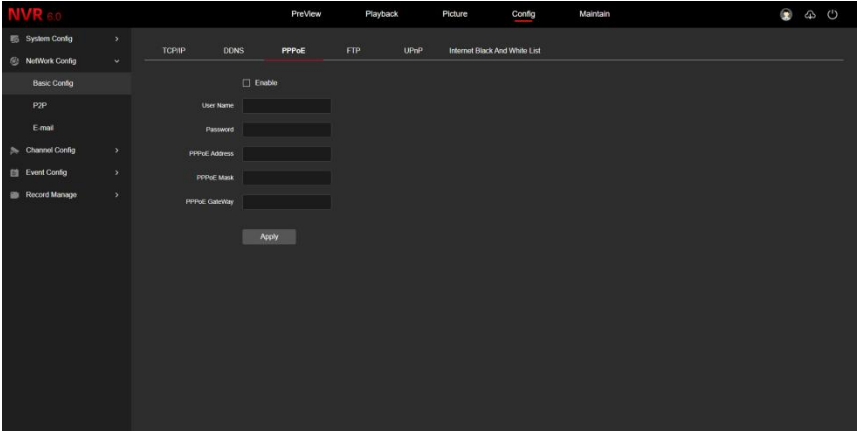 NVR 6.0
PreView Playback Picture Config Maintain
System Config
NetWork Config
Basic Config
P2P
E-mail
Channel Config
Event Config
Record Manage
TCP/IP DDNS PPPoE FTP UPnP Internet Black And White List
Enable
User Name
Password
PPPoE Address
PPPoE Mask
PPPoE GateWay
Apply